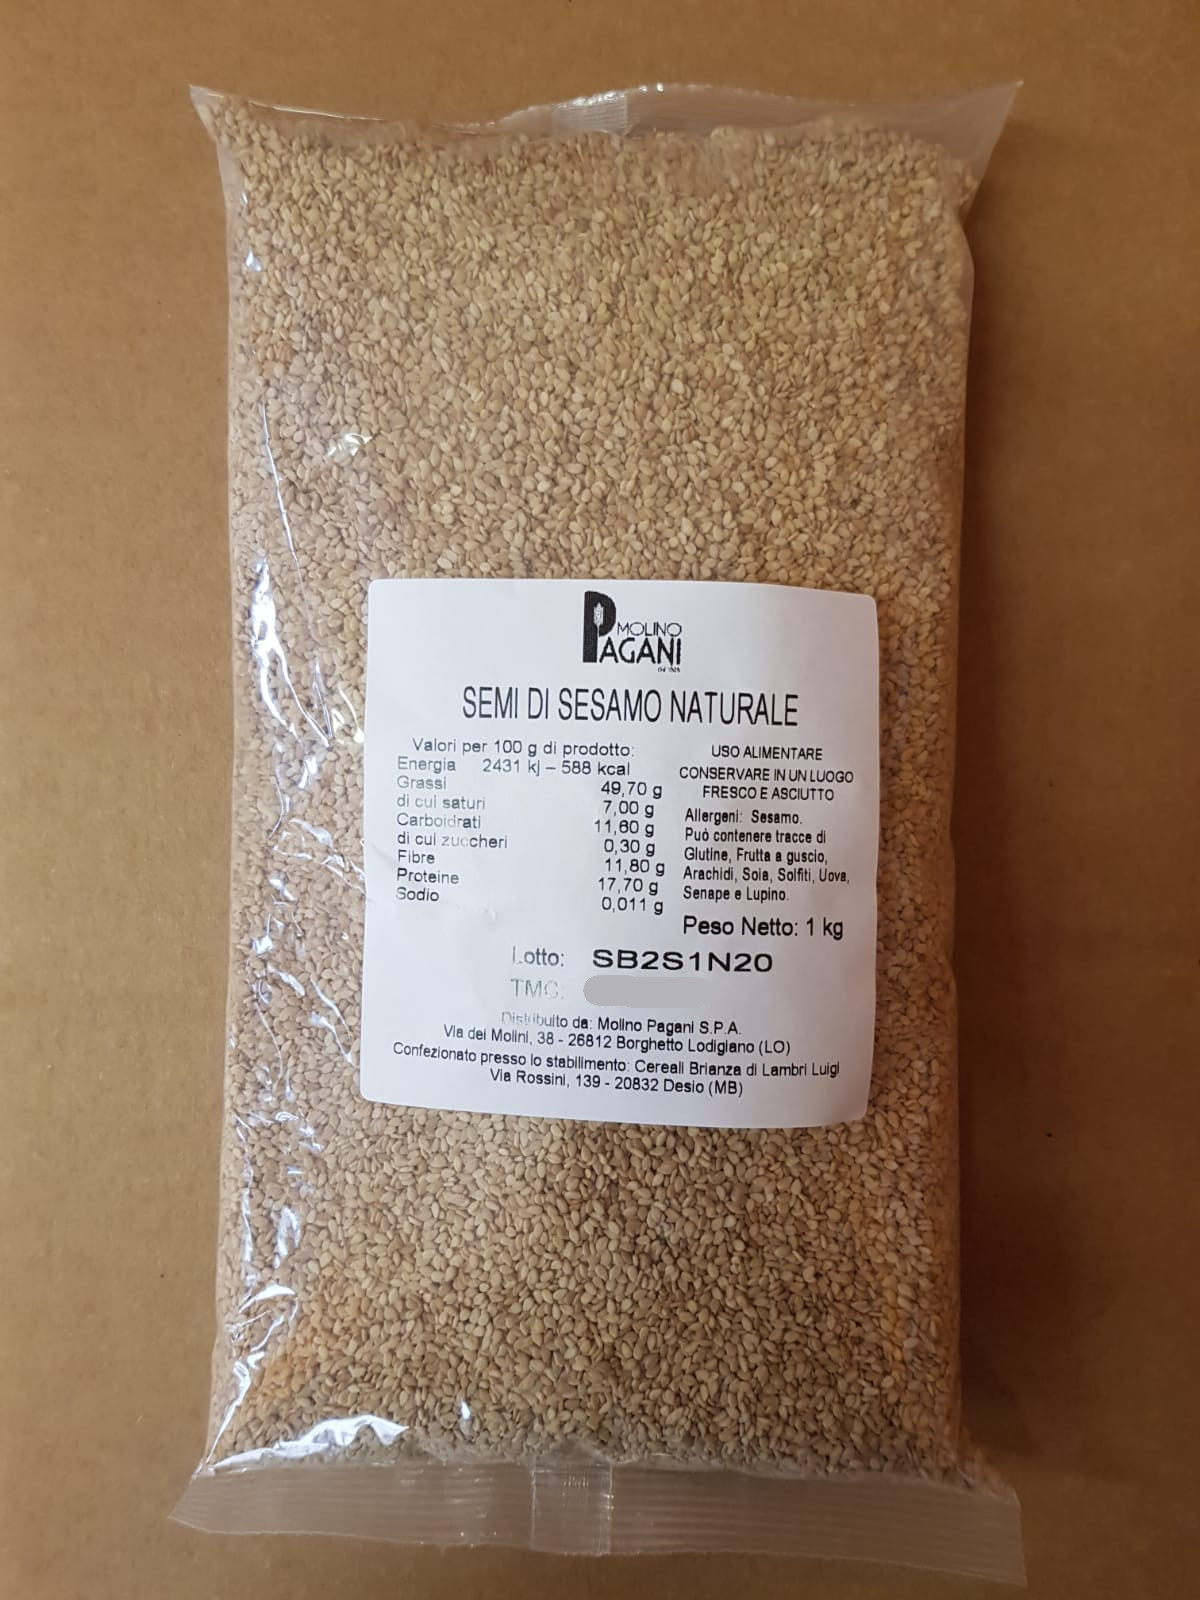 MOLINO
PAGANI
SEMI DI SESAMO NATURALE
Valori per 100 g di prodotto:
Energia 2431 kj – 588 kcal
Grassi 49,70 g
di cui saturi 7,00 g
Carboidrati 11,60 g
di cui zuccheri 0,30 g
Fibre 11,80 g
Proteine 17,70 g
Sodio 0,011 g
USO ALIMENTARE
CONSERVARE IN UN LUOGO
FRESCO E ASCIUTTO
Allergeni: Sesamo.
Può contenere tracce di
Glutine, Frutta a guscio,
Arachidi, Soia, Solfiti, Uova,
Senape e Lupino.
Peso Netto: 1 kg
Lotto: SB2S1N20
TMC:
Distribuito da: Molino Pagani S.P.A.
Via dei Molini, 38 - 26812 Borghetto Lodigiano (LO)
Confezionato presso lo stabilimento: Cereali Brianza di Lambri Luigi
Via Rossini, 139 - 20832 Desio (MB)